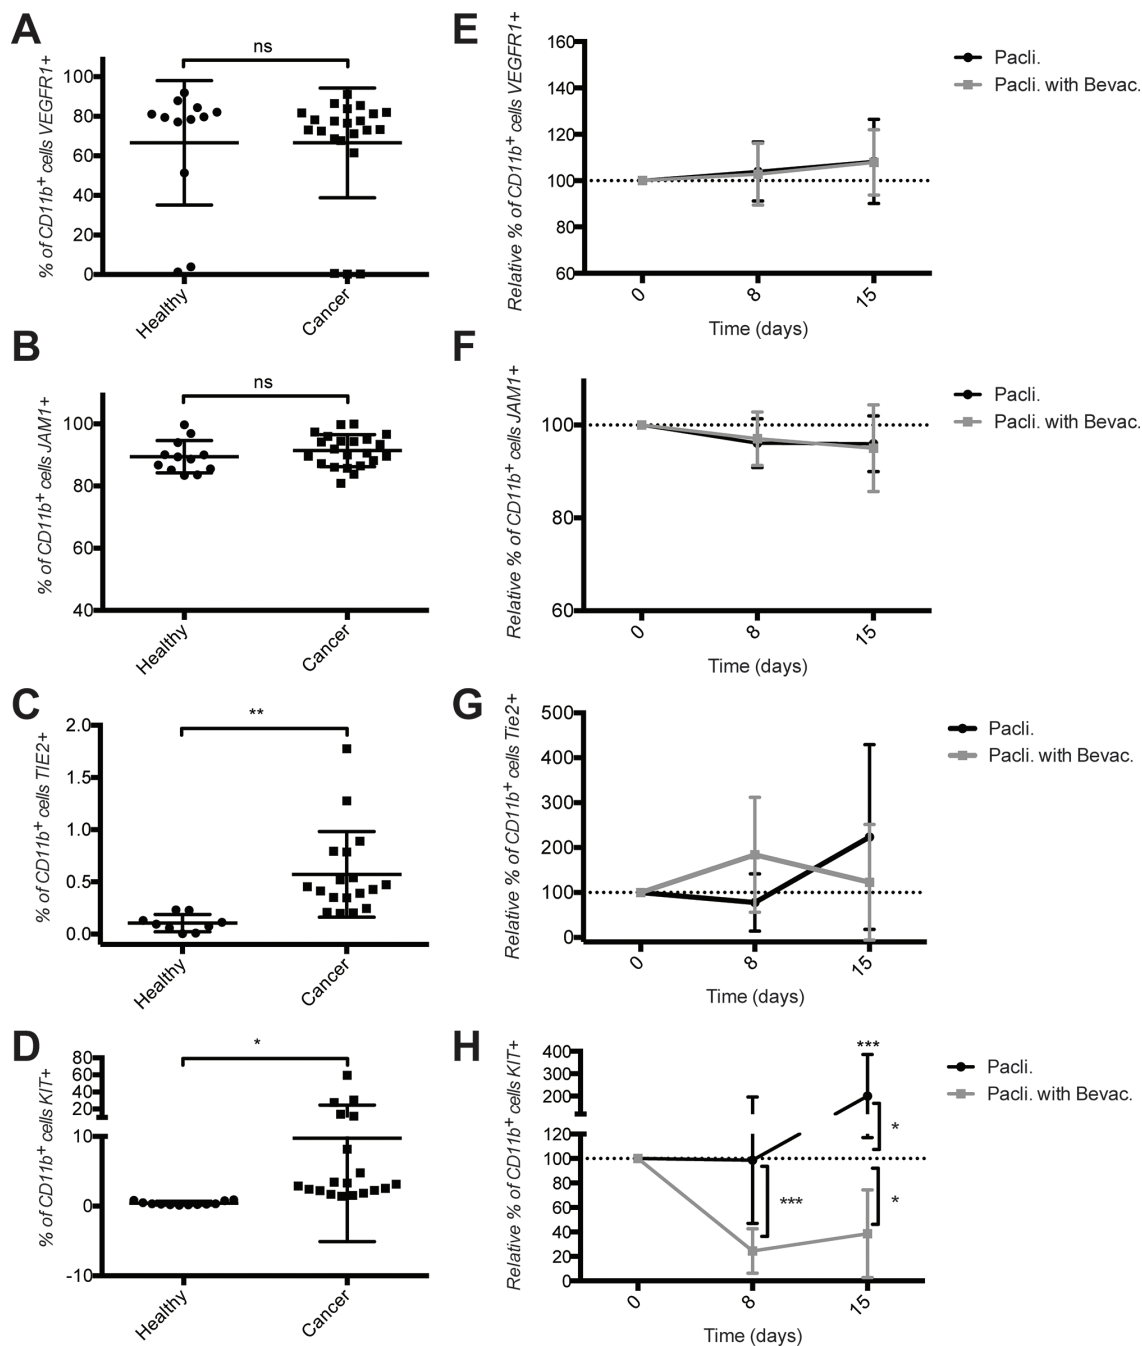 A
% of CD11b+ cells VEGFR1+
ns
100
80
60
40
20
0
Healthy
Cancer
E
Relative % of CD11b+ cells VEGFR1+
160
140
120
100
80
60
0
8
15
Time (days)
Pacli.
Pacli. with Bevac.
B
% of CD11b+ cells JAM1+
ns
100
80
60
40
Healthy
Cancer
F
Relative % of CD11b+ cells JAM1+
100
80
60
0
8
15
Time (days)
Pacli.
Pacli. with Bevac.
C
% of CD11b+ cells TIE2+
**
2.0
1.5
1.0
0.5
0.0
Healthy
Cancer
G
Relative % of CD11b+ cells Tie2+
500
400
300
200
100
0
0
8
15
Time (days)
Pacli.
Pacli. with Bevac.
D
% of CD11b+ cells KIT+
*
80
60
40
20
10
0
-10
Healthy
Cancer
H
Relative % of CD11b+ cells KIT+
400
300
200
120
100
80
60
40
20
0
***
*
***
*
0
8
15
Time (days)
Pacli.
Pacli. with Bevac.